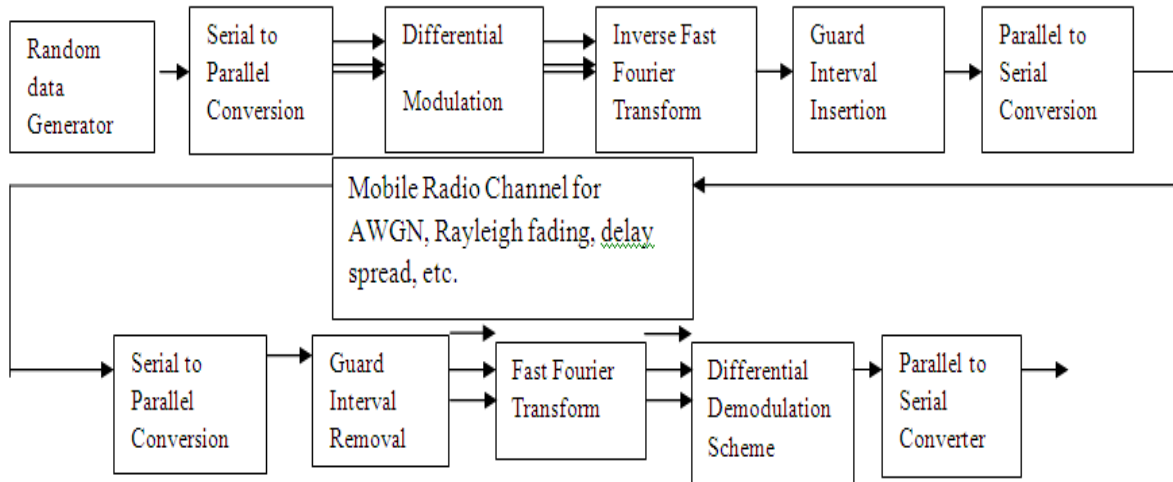 Random
data
Generator
Serial to
Parallel
Conversion
Differential
Modulation
Inverse Fast
Fourier
Transform
Guard
Interval
Insertion
Parallel to
Serial
Conversion
Mobile Radio Channel for
AWGN, Rayleigh fading, delay
spread, etc.
Serial to
Parallel
Conversion
Guard
Interval
Removal
Fast Fourier
Transform
Differential
Demodulation
Scheme
Parallel to
Serial
Converter